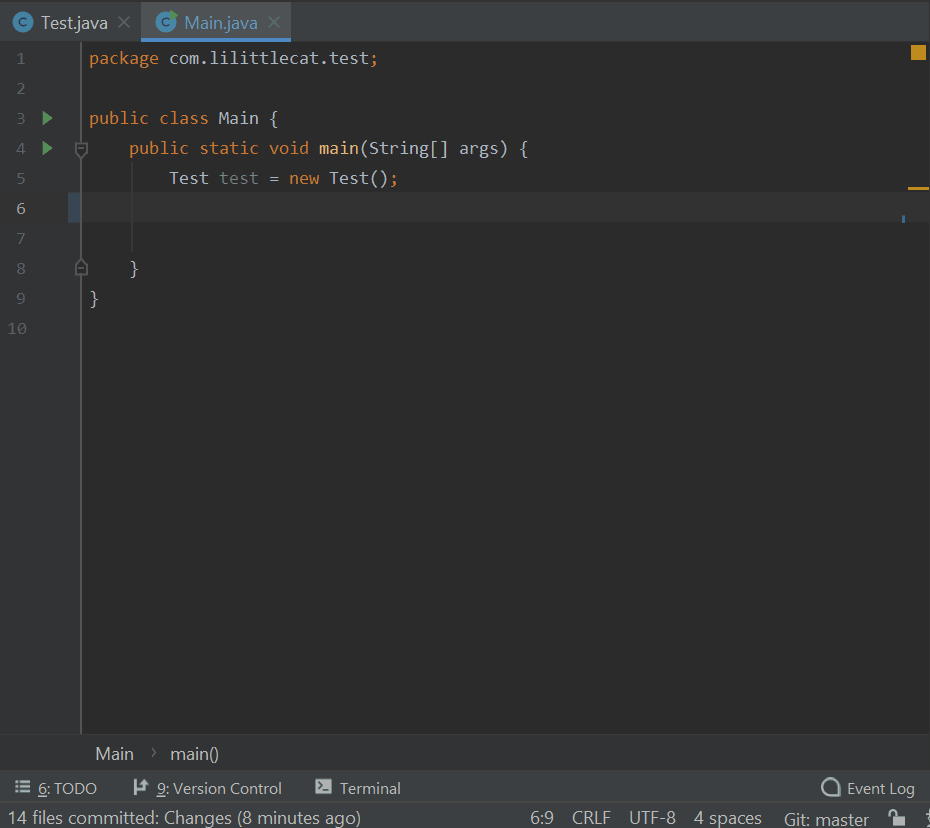 Test.java Main.java
1 package com.lilittlecat.test;
2
3 public class Main {
4 public static void main(String[] args) {
5 Test test = new Test();
6
7
8 }
9 }
10
Main main()
6: TODO 9: Version Control Terminal Event Log
14 files committed: Changes (8 minutes ago) 6:9 CRLF UTF-8 4 spaces Git: master